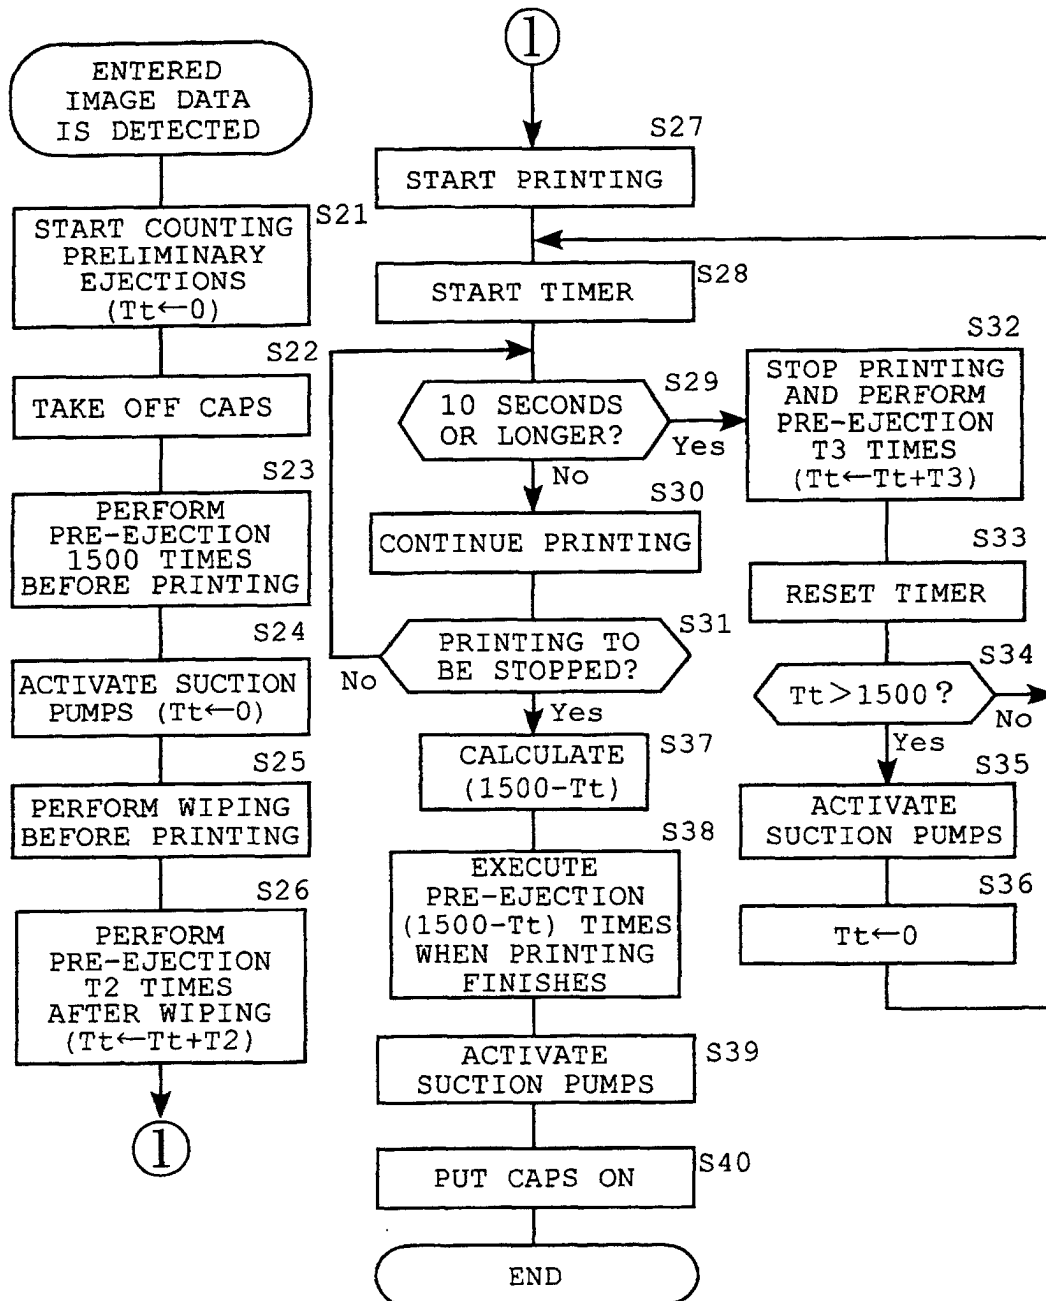 ENTERED
IMAGE DATA
IS DETECTED
S21
START COUNTING
PRELIMINARY
EJECTIONS
(Tt←0)
S22
TAKE OFF CAPS
S23
PERFORM
PRE-EJECTION
1500 TIMES
BEFORE PRINTING
S24
ACTIVATE SUCTION
PUMPS (Tt←0)
S25
PERFORM WIPING
BEFORE PRINTING
S26
PERFORM
PRE-EJECTION
T2 TIMES
AFTER WIPING
(Tt←Tt+T2)
①
①
S27
START PRINTING
S28
START TIMER
S29
10 SECONDS
OR LONGER?
Yes
No
S30
CONTINUE PRINTING
S31
PRINTING TO
BE STOPPED?
No
Yes
S37
CALCULATE
(1500-Tt)
S38
EXECUTE
PRE-EJECTION
(1500-Tt) TIMES
WHEN PRINTING
FINISHES
S39
ACTIVATE
SUCTION PUMPS
S40
PUT CAPS ON
END
S32
STOP PRINTING
AND PERFORM
PRE-EJECTION
T3 TIMES
(Tt←Tt+T3)
S33
RESET TIMER
S34
Tt>1500?
No
Yes
S35
ACTIVATE
SUCTION PUMPS
S36
Tt←0